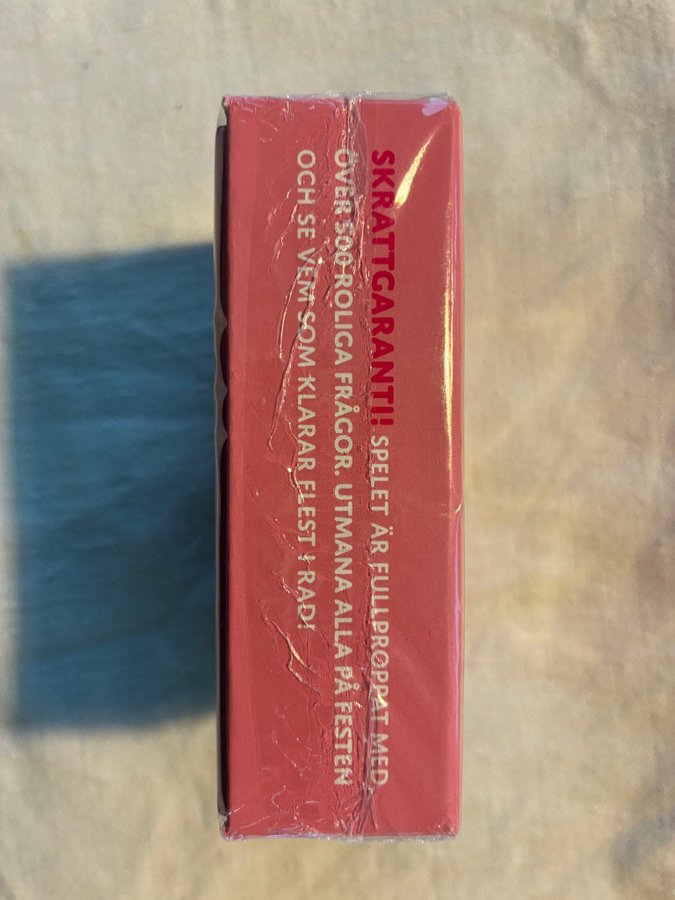 SKRATTGARANTI! SPELET ÄR FULLPROPPAT MED
ÖVER 500 ROLIGA FRÅGOR. UTMANA ALLA PÅ FESTEN
OCH SE VEM SOM KLARAR FLEST I RAD!